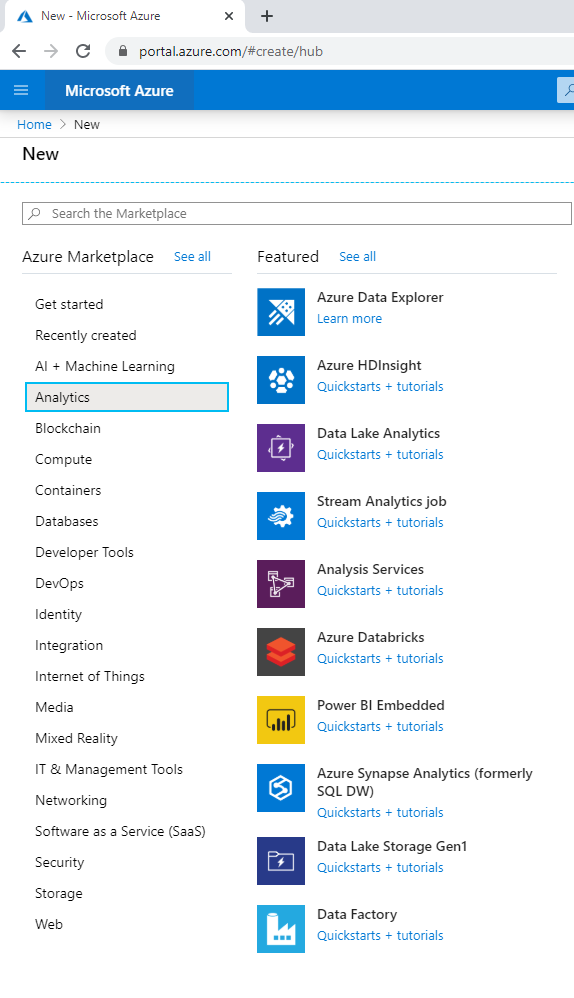 New - Microsoft Azure
portal.azure.com/#create/hub
Microsoft Azure
Home > New
New
Search the Marketplace
Azure Marketplace See all
Get started
Recently created
AI + Machine Learning
Analytics
Blockchain
Compute
Containers
Databases
Developer Tools
DevOps
Identity
Integration
Internet of Things
Media
Mixed Reality
IT & Management Tools
Networking
Software as a Service (SaaS)
Security
Storage
Web
Featured See all
Azure Data Explorer
Learn more
Azure HDInsight
Quickstarts + tutorials
Data Lake Analytics
Quickstarts + tutorials
Stream Analytics job
Quickstarts + tutorials
Analysis Services
Quickstarts + tutorials
Azure Databricks
Quickstarts + tutorials
Power BI Embedded
Quickstarts + tutorials
Azure Synapse Analytics (formerly
SQL DW)
Quickstarts + tutorials
Data Lake Storage Gen1
Quickstarts + tutorials
Data Factory
Quickstarts + tutorials